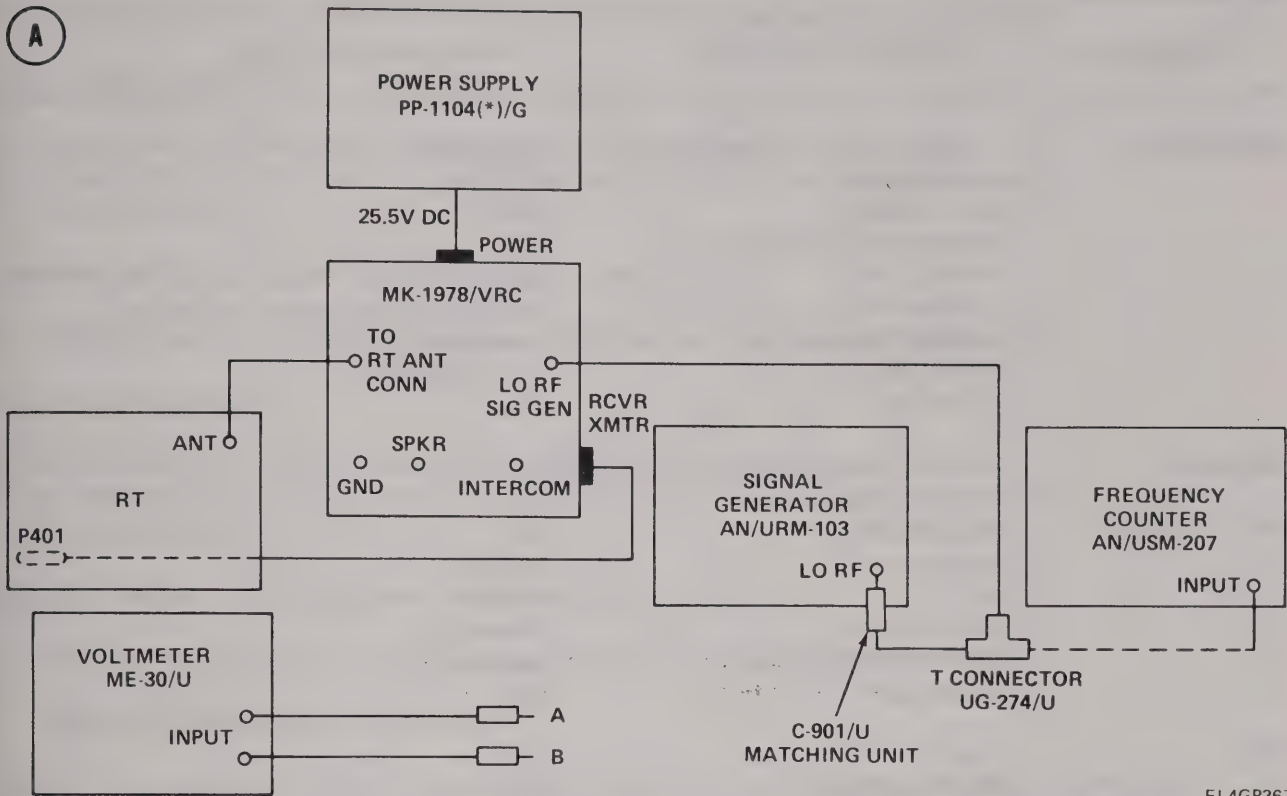 A
POWER SUPPLY
PP-1104(*)/G
25.5V DC
POWER
MK-1978/VRC
TO
RT ANT
CONN
LO RF
SIG GEN
RCVR
XMTR
ANT
RT
P401
SPKR
GND
INTERCOM
SIGNAL
GENERATOR
AN/URM-103
LO RF
FREQUENCY
COUNTER
AN/USM-207
INPUT
VOLTMETER
ME-30/U
INPUT
A
B
T CONNECTOR
UG-274/U
C-901/U
MATCHING UNIT